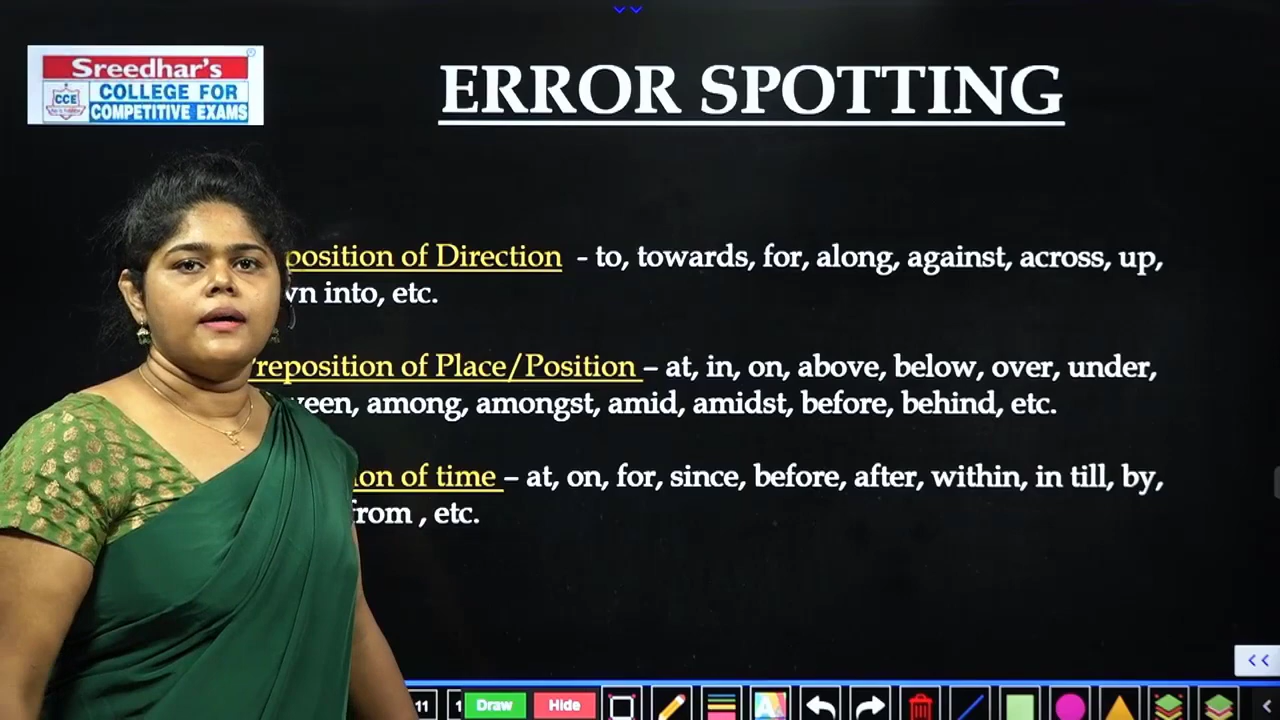 Sreedhar's
CCE
COLLEGE FOR
COMPETITIVE EXAMS
ERROR SPOTTING
position of Direction - to, towards, for, along, against, across, up,
wn into, etc.
reposition of Place/Position – at, in, on, above, below, over, under,
ween, among, amongst, amid, amidst, before, behind, etc.
ion of time – at, on, for, since, before, after, within, in till, by,
from , etc.
<<
11
Draw
Hide
<